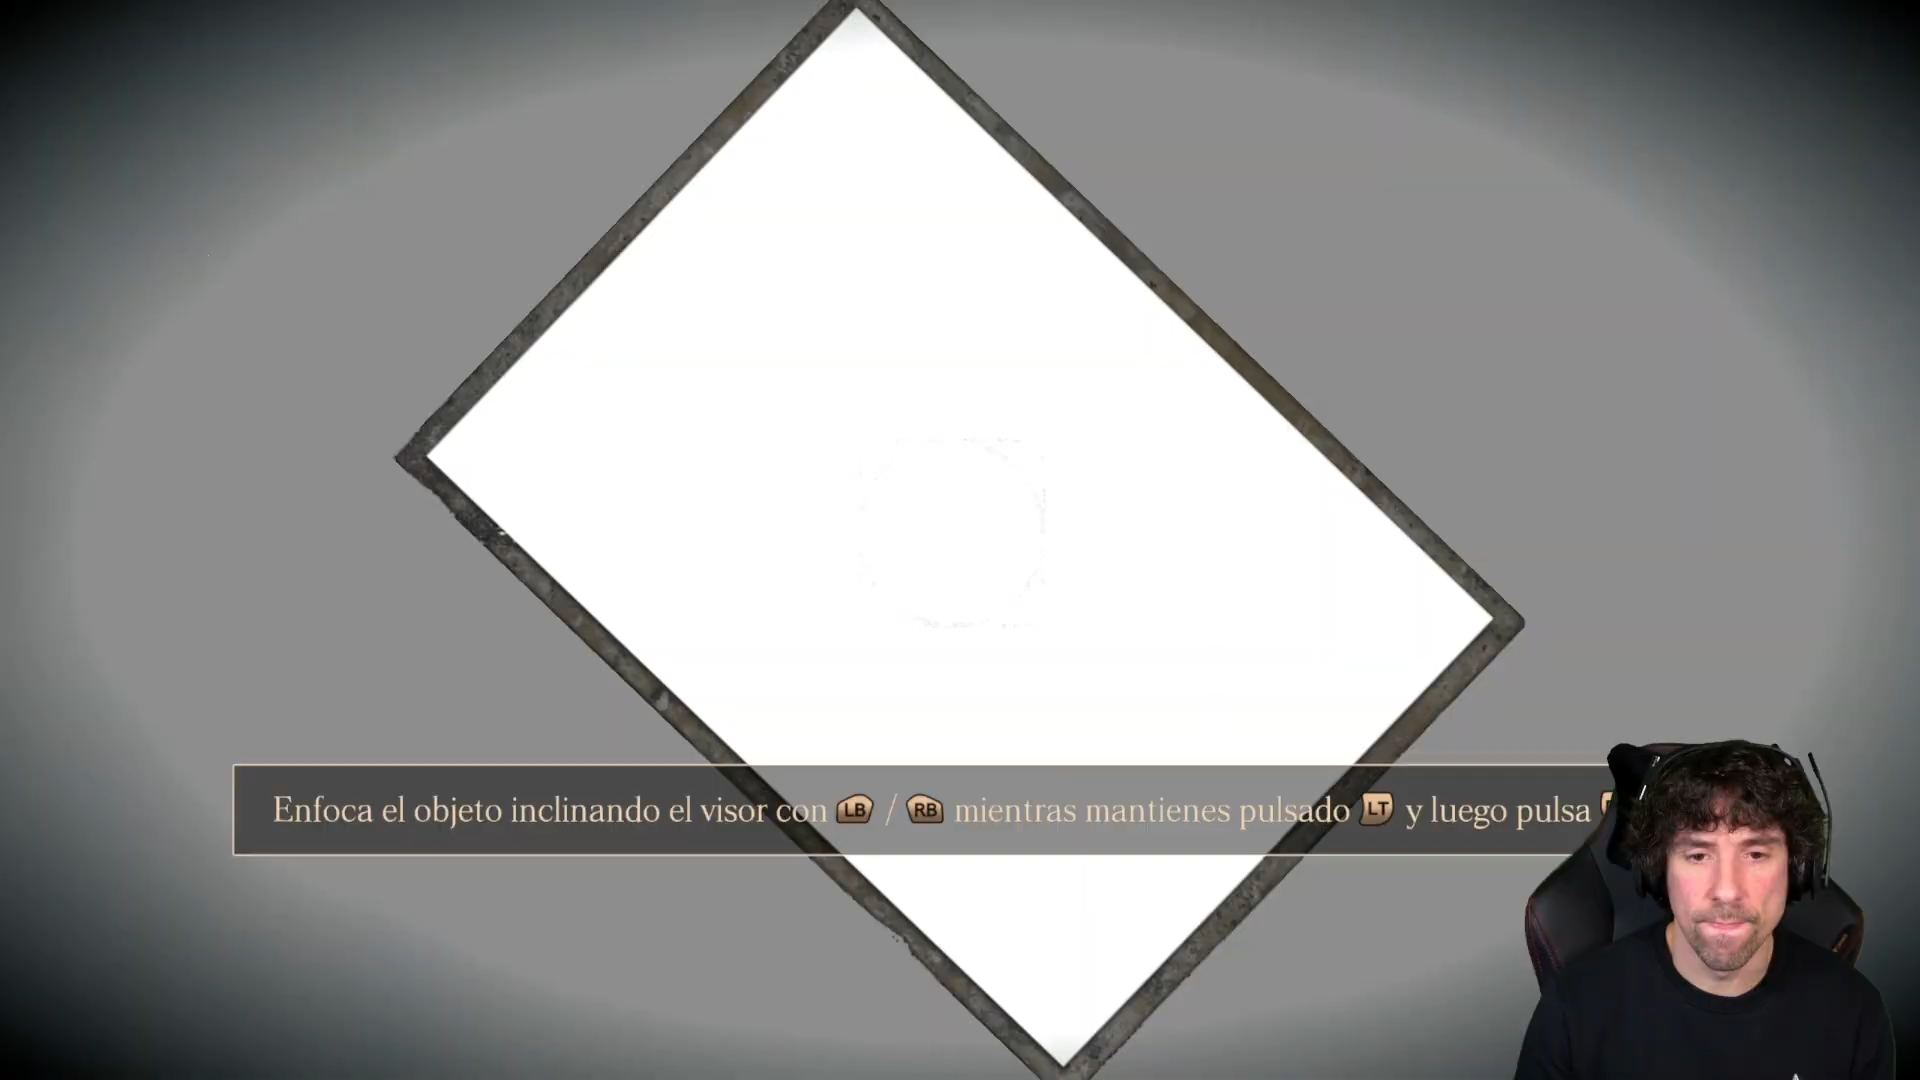 Enfoca el objeto inclinando el visor con LB / RB mientras mantienes pulsado LT y luego pulsa